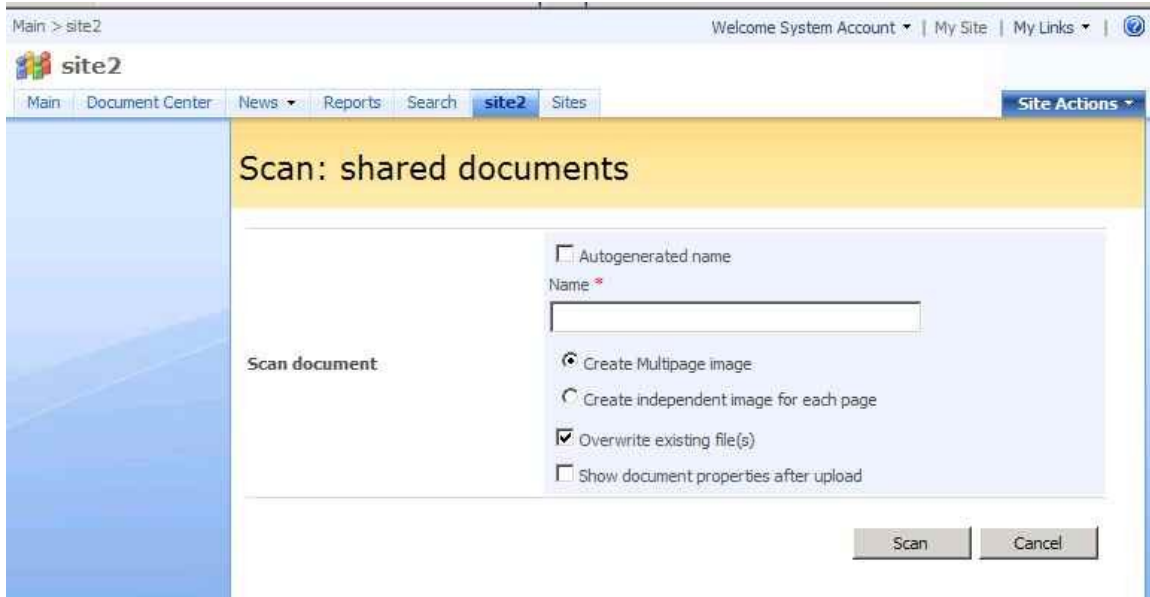 Main > site2
Welcome System Account | My Site | My Links |
site2
Main Document Center News Reports Search site2 Sites
Site Actions
Scan: shared documents
Autogenerated name
Name *
Scan document
Create Multipage image
Create independent image for each page
Overwrite existing file(s)
Show document properties after upload
Scan Cancel